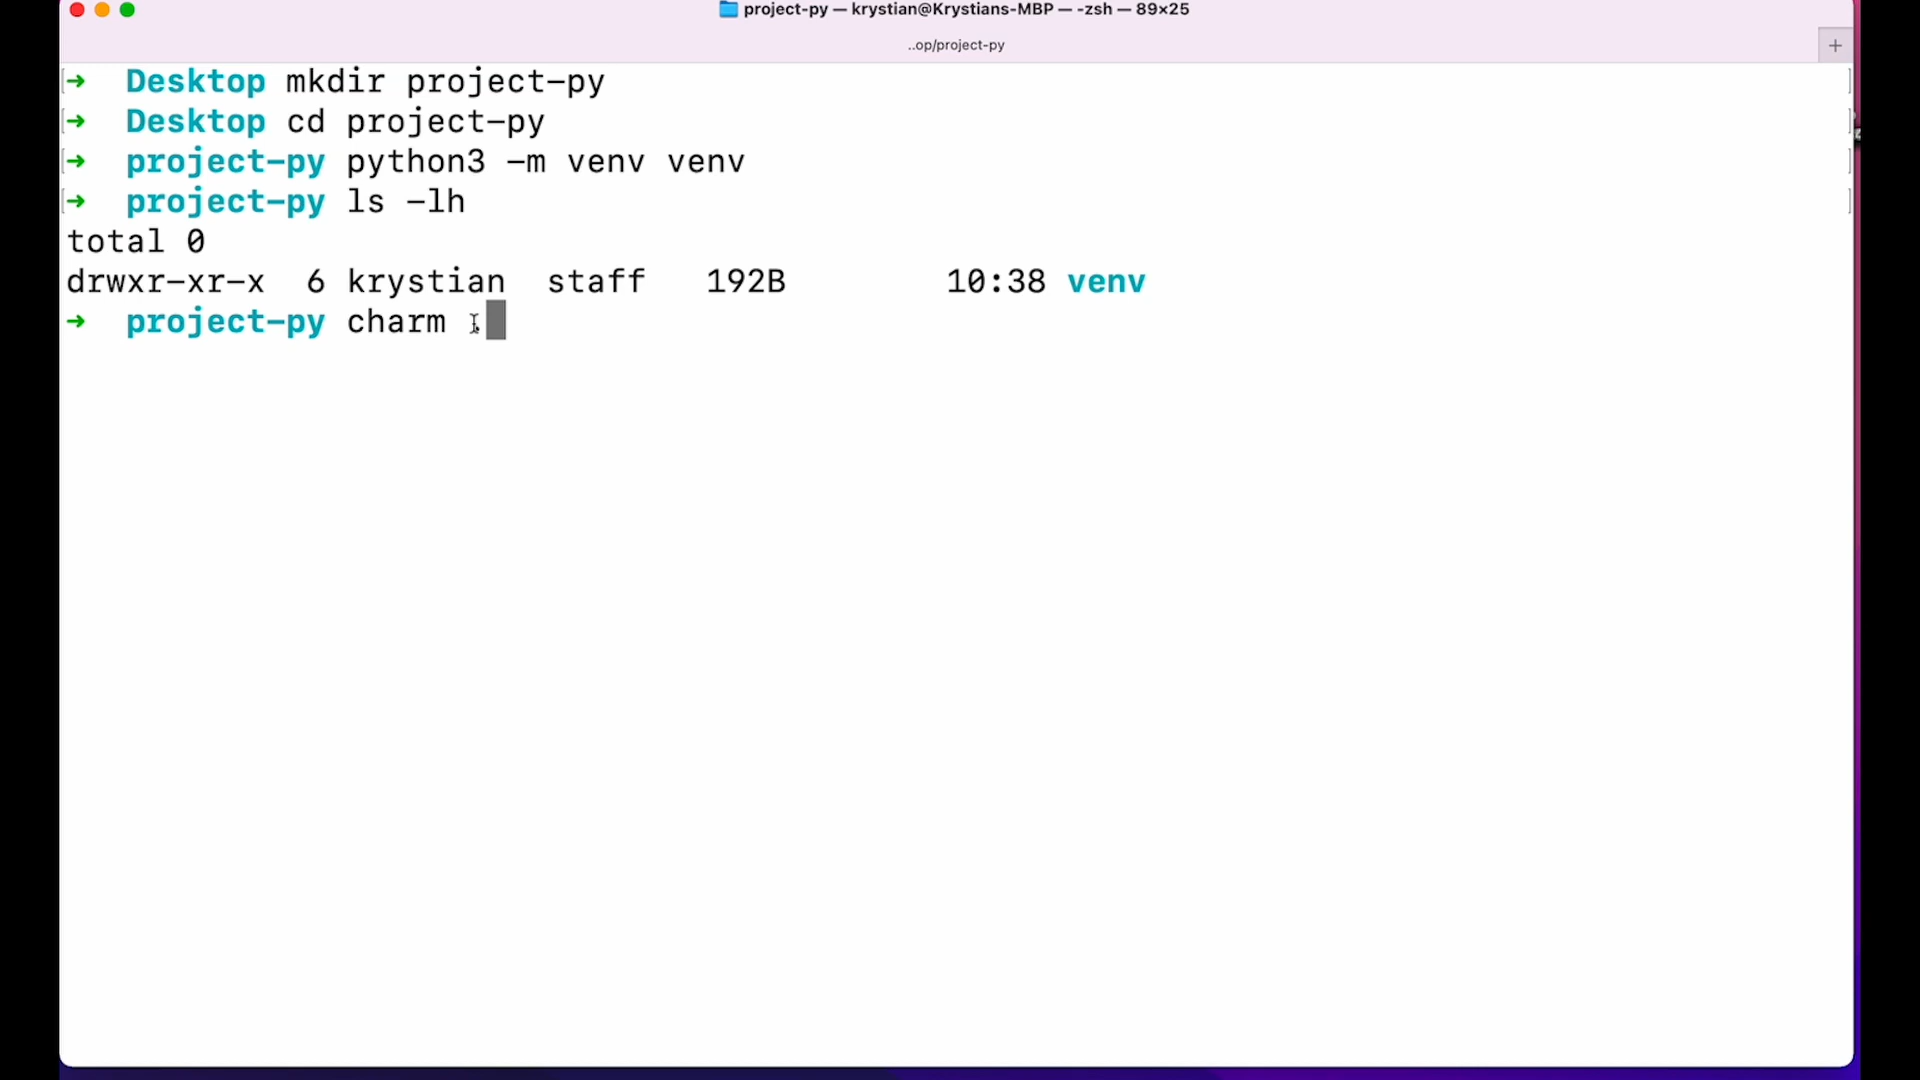 project-py — krystian@Krystians-MBP — -zsh — 89×25
..op/project-py
→ Desktop mkdir project-py
→ Desktop cd project-py
→ project-py python3 -m venv venv
→ project-py ls -lh
total 0
drwxr-xr-x 6 krystian staff 192B 10:38 venv
→ project-py charm .